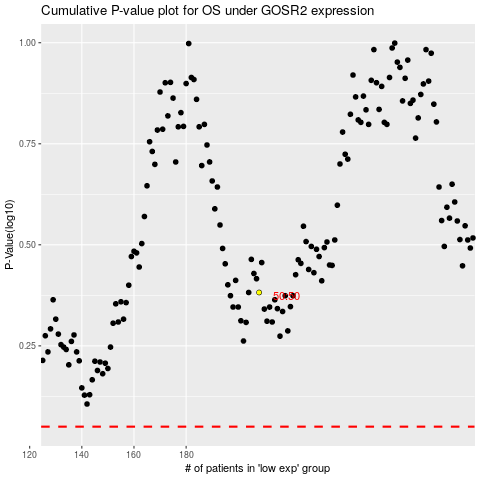 Cumulative P-value plot for OS under GOSR2 expression
P-Value(log10)
1.00
0.75
0.50
0.25
50:50
120 140 160 180
# of patients in 'low exp' group